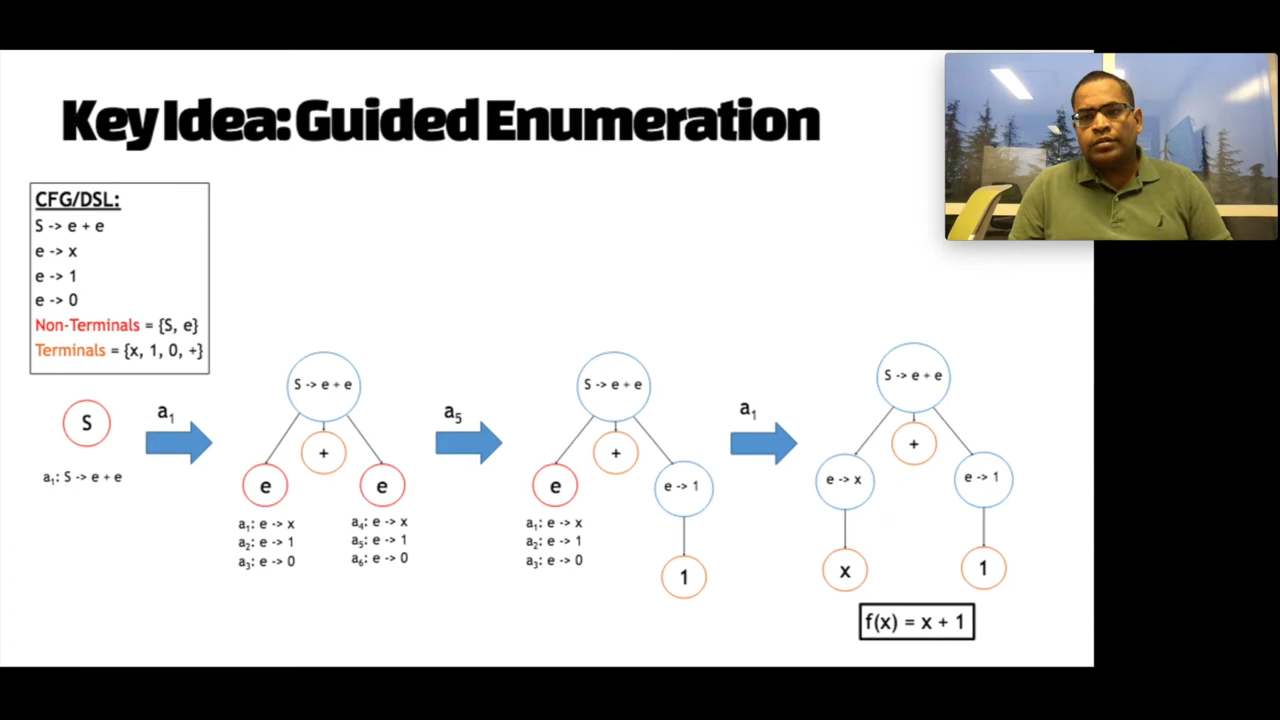 Key Idea: Guided Enumeration
CFG/DSL:
S -> e + e
e -> x
e -> 1
e -> 0
Non-Terminals = {S, e}
Terminals = {x, 1, 0, +}
S
a₁: S -> e + e
a₁
S -> e + e
+
e
e
a₁: e -> x
a₂: e -> 1
a₃: e -> 0
a₄: e -> x
a₅: e -> 1
a₆: e -> 0
a₅
S -> e + e
+
e
e -> 1
a₁: e -> x
a₂: e -> 1
a₃: e -> 0
1
a₁
S -> e + e
+
e -> x
e -> 1
x
1
f(x) = x + 1